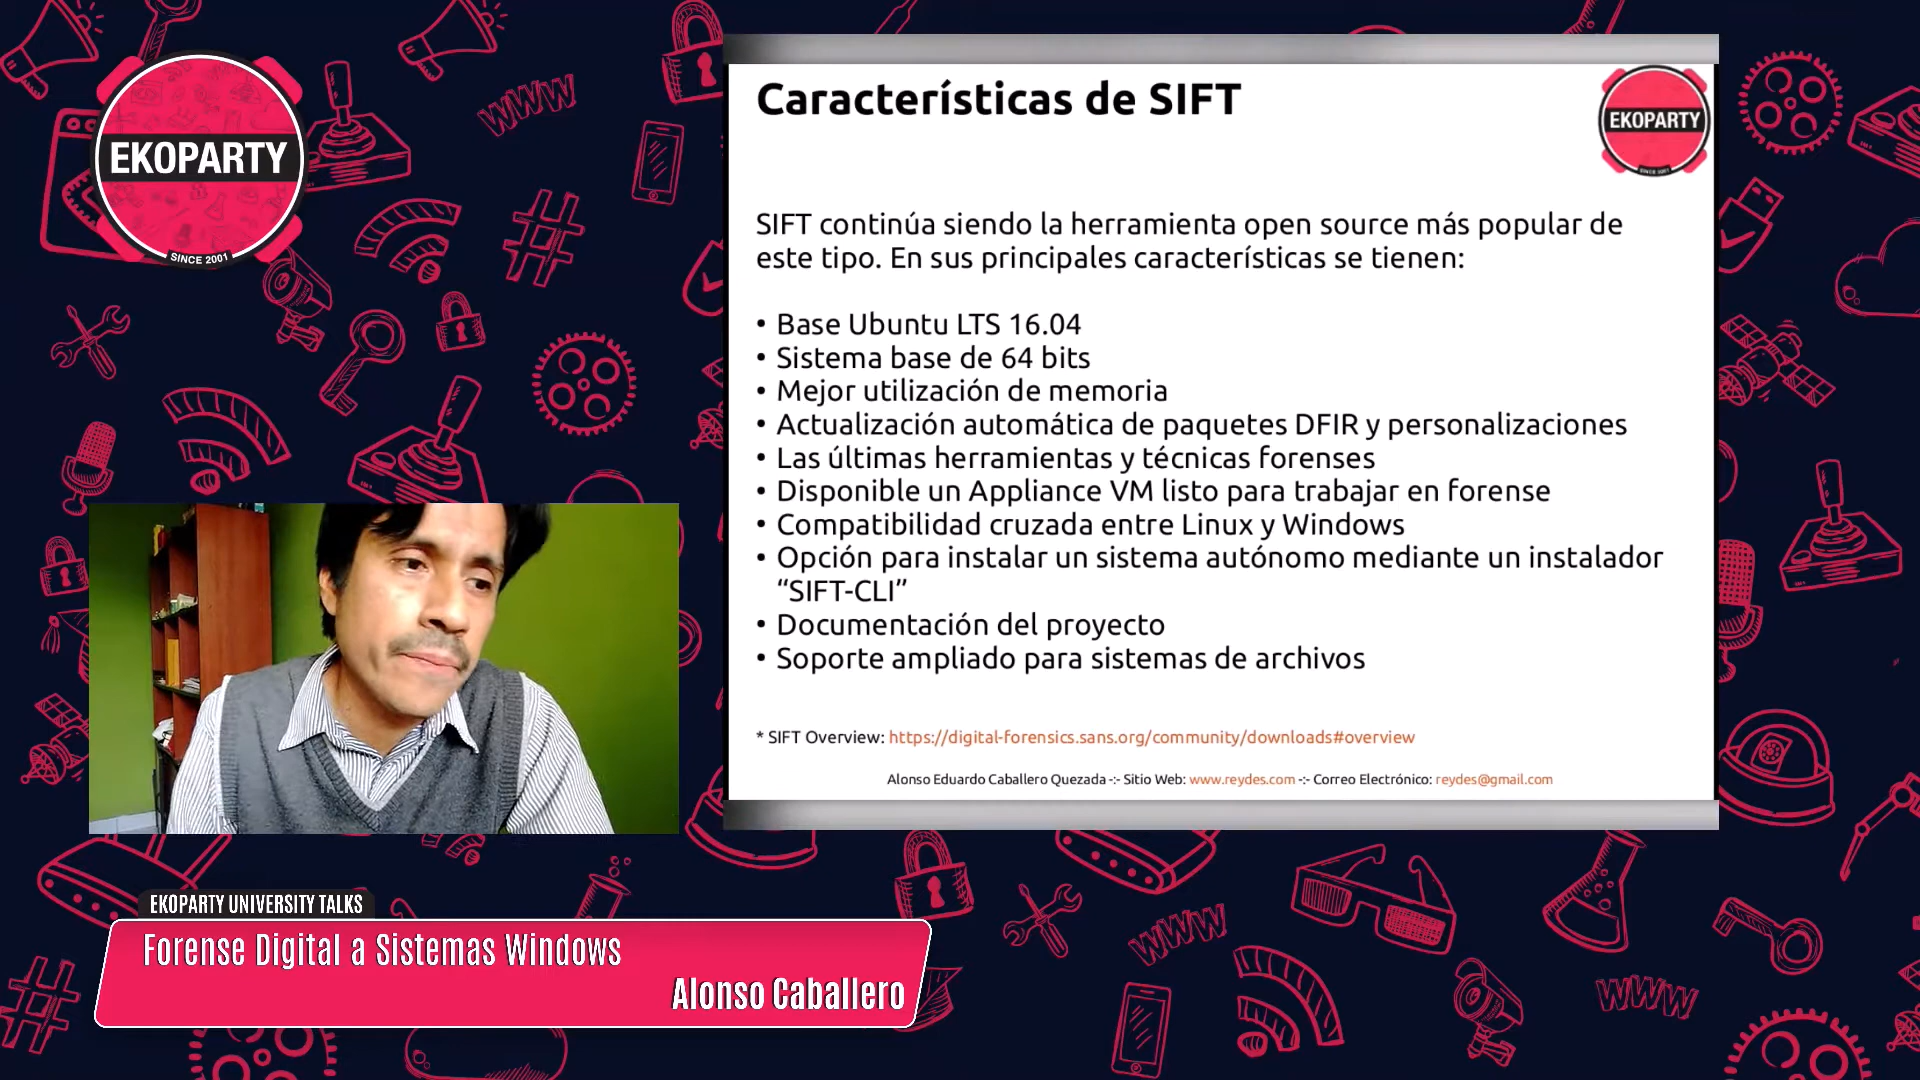 EKOPARTY
SINCE 2001
Características de SIFT
EKOPARTY
SINCE 2001
SIFT continúa siendo la herramienta open source más popular de
este tipo. En sus principales características se tienen:
• Base Ubuntu LTS 16.04
• Sistema base de 64 bits
• Mejor utilización de memoria
• Actualización automática de paquetes DFIR y personalizaciones
• Las últimas herramientas y técnicas forenses
• Disponible un Appliance VM listo para trabajar en forense
• Compatibilidad cruzada entre Linux y Windows
• Opción para instalar un sistema autónomo mediante un instalador
“SIFT-CLI”
• Documentación del proyecto
• Soporte ampliado para sistemas de archivos
* SIFT Overview: https://digital-forensics.sans.org/community/downloads#overview
Alonso Eduardo Caballero Quezada -:- Sitio Web: www.reydes.com -:- Correo Electrónico: reydes@gmail.com
EKOPARTY UNIVERSITY TALKS
Forense Digital a Sistemas Windows
Alonso Caballero
WWW
WWW
WWW